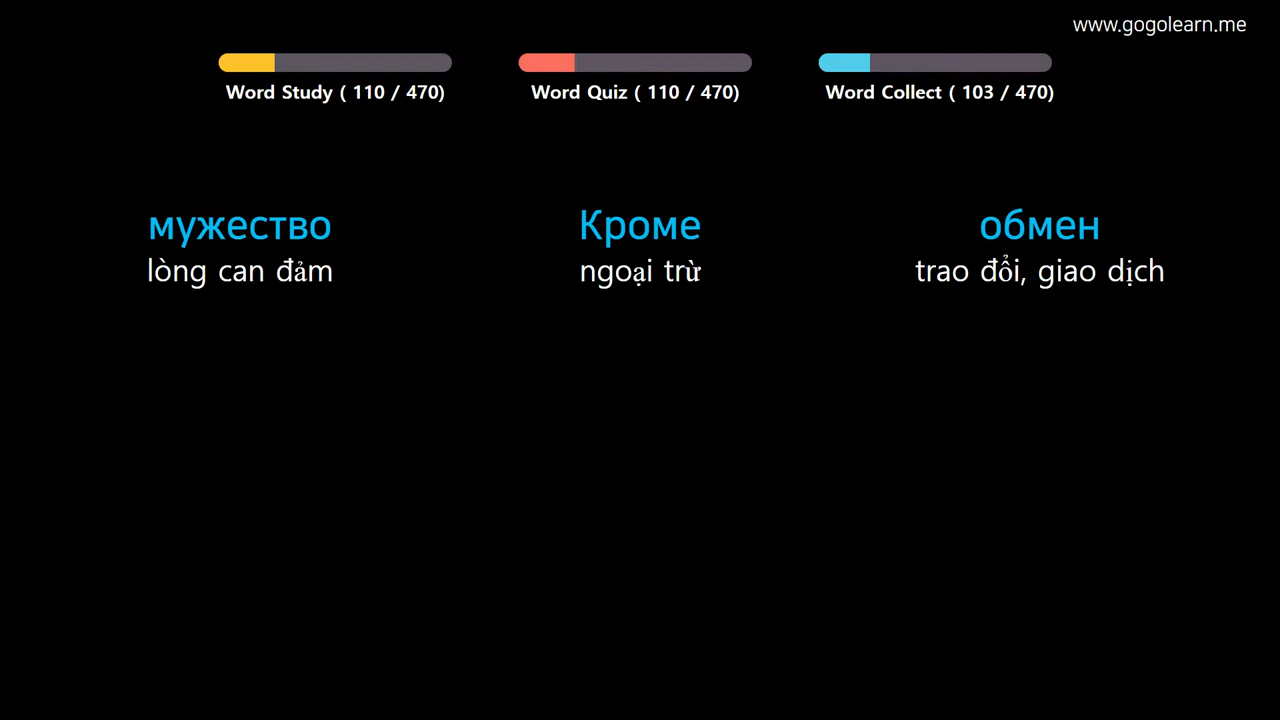 www.gogolearn.me
Word Study ( 110 / 470)
Word Quiz ( 110 / 470)
Word Collect ( 103 / 470)
мужество
lòng can đảm
Кроме
ngoại trừ
обмен
trao đổi, giao dịch